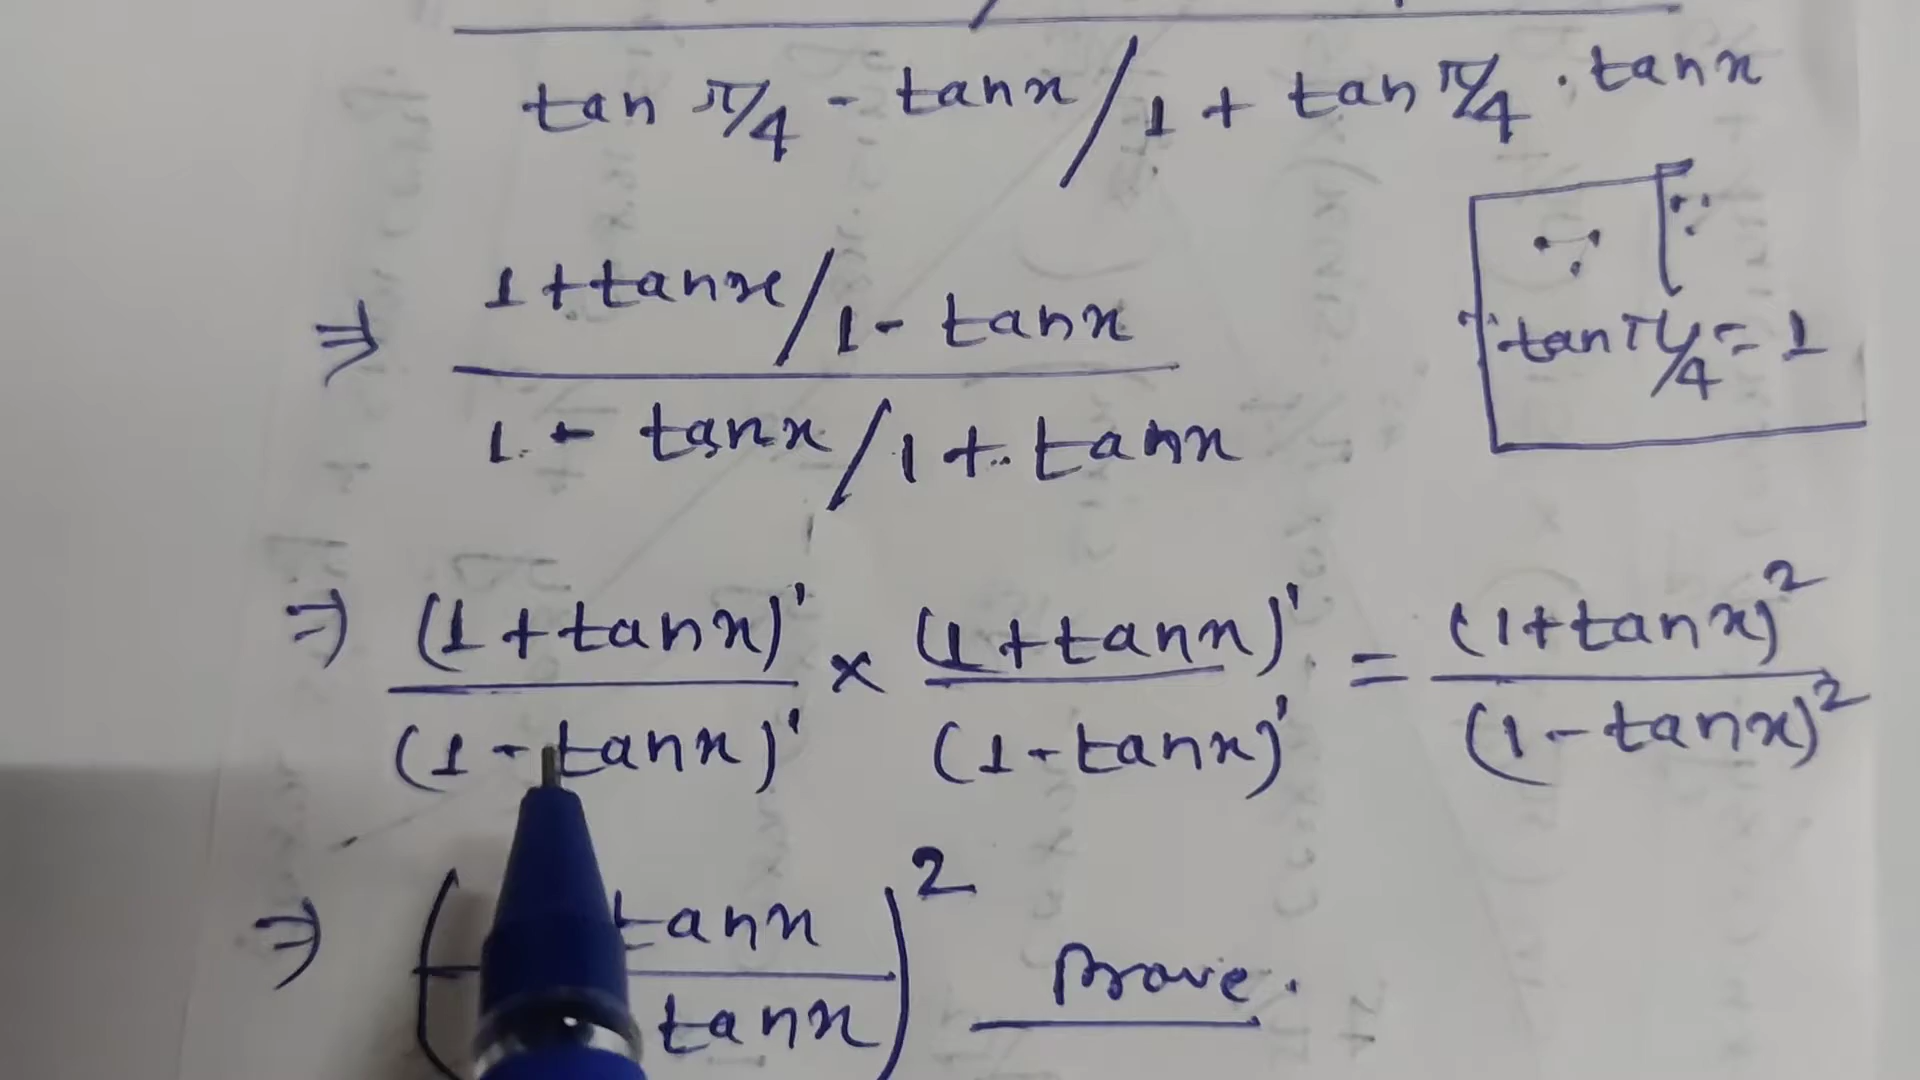 tan π/4 - tanx / 1 + tan π/4 . tanx
∵
tan π/4 = 1
⇒ 1 + tanx / 1 - tanx
1 - tanx / 1 + tanx
⇒ (1 + tanx)' × (1 + tanx)' = (1 + tanx)²
(1 - tanx)' (1 - tanx)' (1 - tanx)²
⇒ ( tanx )² Prove.
tanx